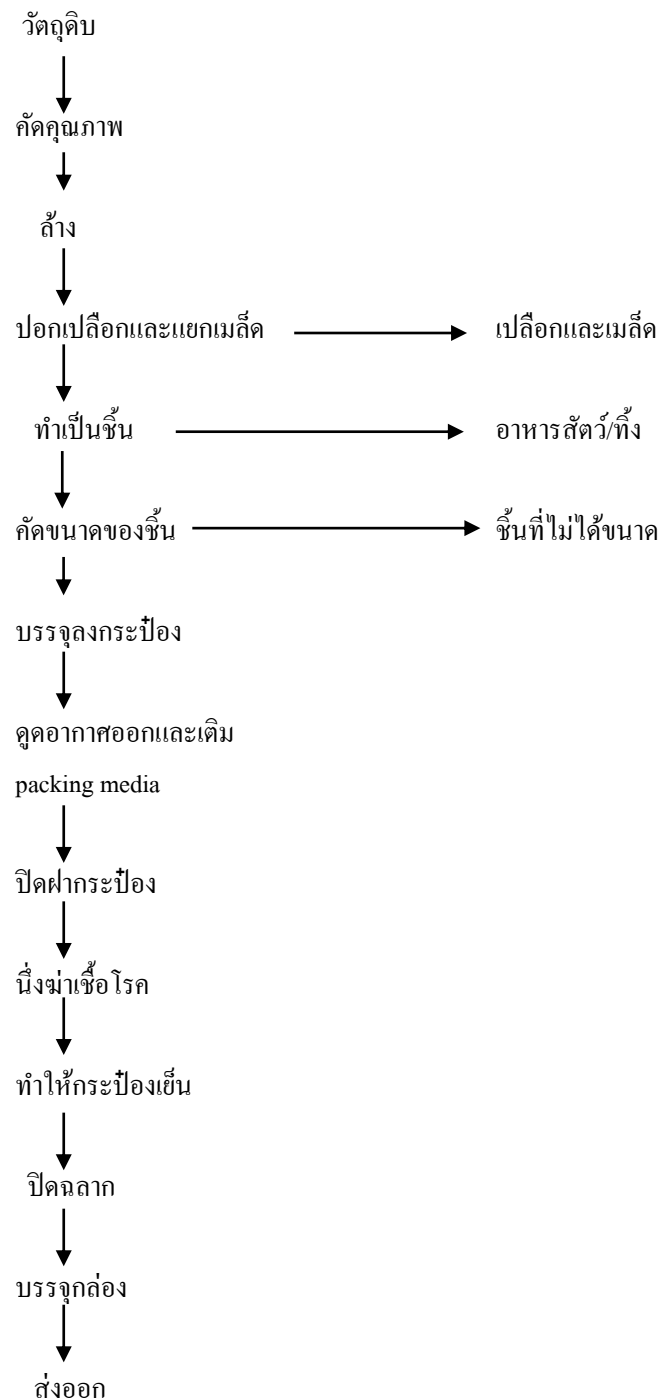 วัตถุดิบ
คัดคุณภาพ
ล้าง
ปอกเปลือกและแยกเมล็ด
เปลือกและเมล็ด
ทำเป็นชิ้น
อาหารสัตว์/ทิ้ง
คัดขนาดของชิ้น
ชิ้นที่ไม่ได้ขนาด
บรรจุลงกระป๋อง
ดูดอากาศออกและเติม
packing media
ปิดฝากระป๋อง
นึ่งฆ่าเชื้อโรค
ทำให้กระป๋องเย็น
ปิดฉลาก
บรรจุกล่อง
ส่งออก